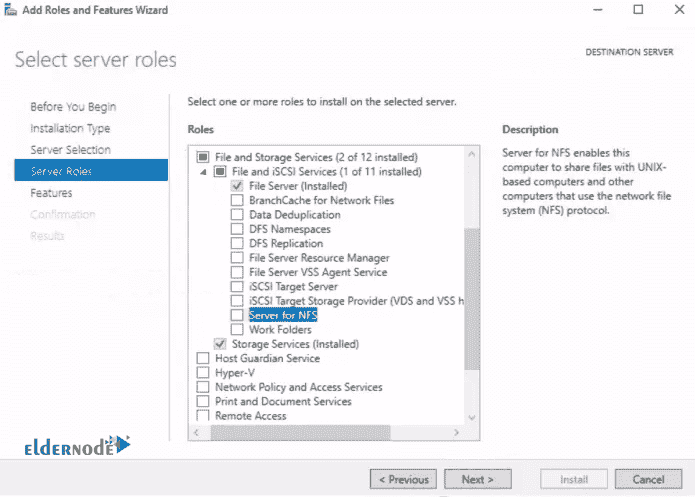 Add Roles and Features Wizard
Select server roles
DESTINATION SERVER
Before You Begin
Installation Type
Server Selection
Server Roles
Features
Confirmation
Results
Select one or more roles to install on the selected server.
Roles
File and Storage Services (2 of 12 installed)
File and iSCSI Services (1 of 11 installed)
File Server (Installed)
BranchCache for Network Files
Data Deduplication
DFS Namespaces
DFS Replication
File Server Resource Manager
File Server VSS Agent Service
iSCSI Target Server
iSCSI Target Storage Provider (VDS and VSS h
Server for NFS
Work Folders
Storage Services (Installed)
Host Guardian Service
Hyper-V
Network Policy and Access Services
Print and Document Services
Remote Access
Description
Server for NFS enables this
computer to share files with UNIX-
based computers and other
computers that use the network file
system (NFS) protocol.
eldernode
< Previous
Next >
Install
Cancel